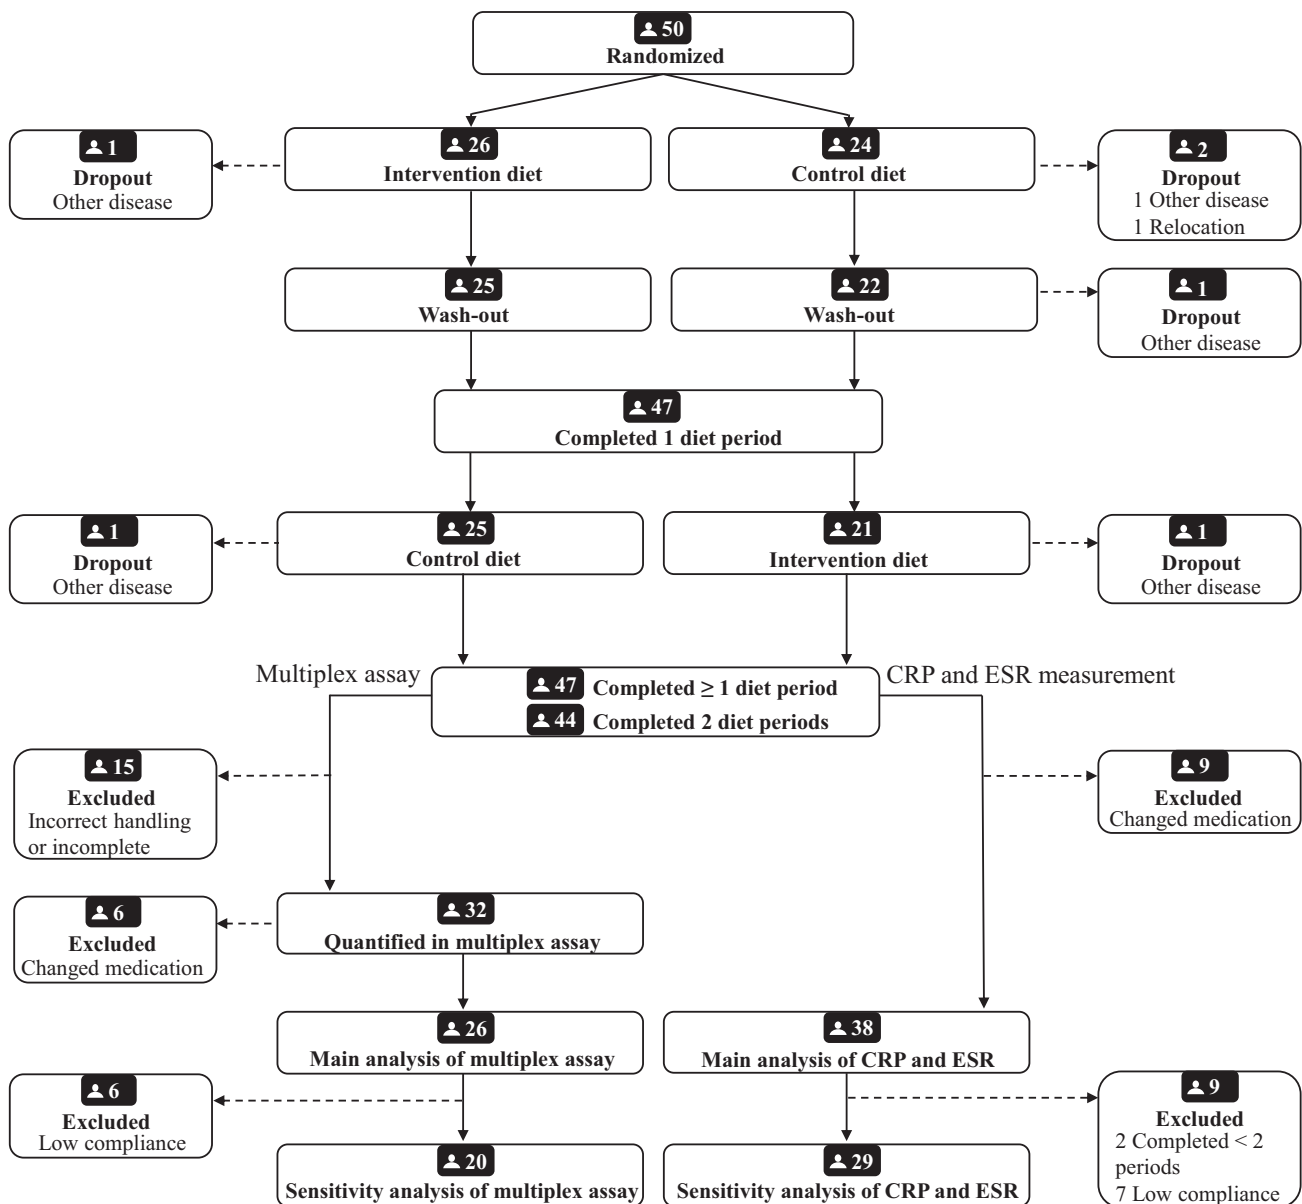 50
Randomized
1
Dropout
Other disease
26
Intervention diet
24
Control diet
2
Dropout
1 Other disease
1 Relocation
25
Wash-out
22
Wash-out
1
Dropout
Other disease
47
Completed 1 diet period
1
Dropout
Other disease
25
Control diet
21
Intervention diet
1
Dropout
Other disease
Multiplex assay
47 Completed ≥ 1 diet period
44 Completed 2 diet periods
CRP and ESR measurement
15
Excluded
Incorrect handling
or incomplete
9
Excluded
Changed medication
6
Excluded
Changed medication
32
Quantified in multiplex assay
26
Main analysis of multiplex assay
38
Main analysis of CRP and ESR
6
Excluded
Low compliance
9
Excluded
2 Completed < 2
periods
7 Low compliance
20
Sensitivity analysis of multiplex assay
29
Sensitivity analysis of CRP and ESR